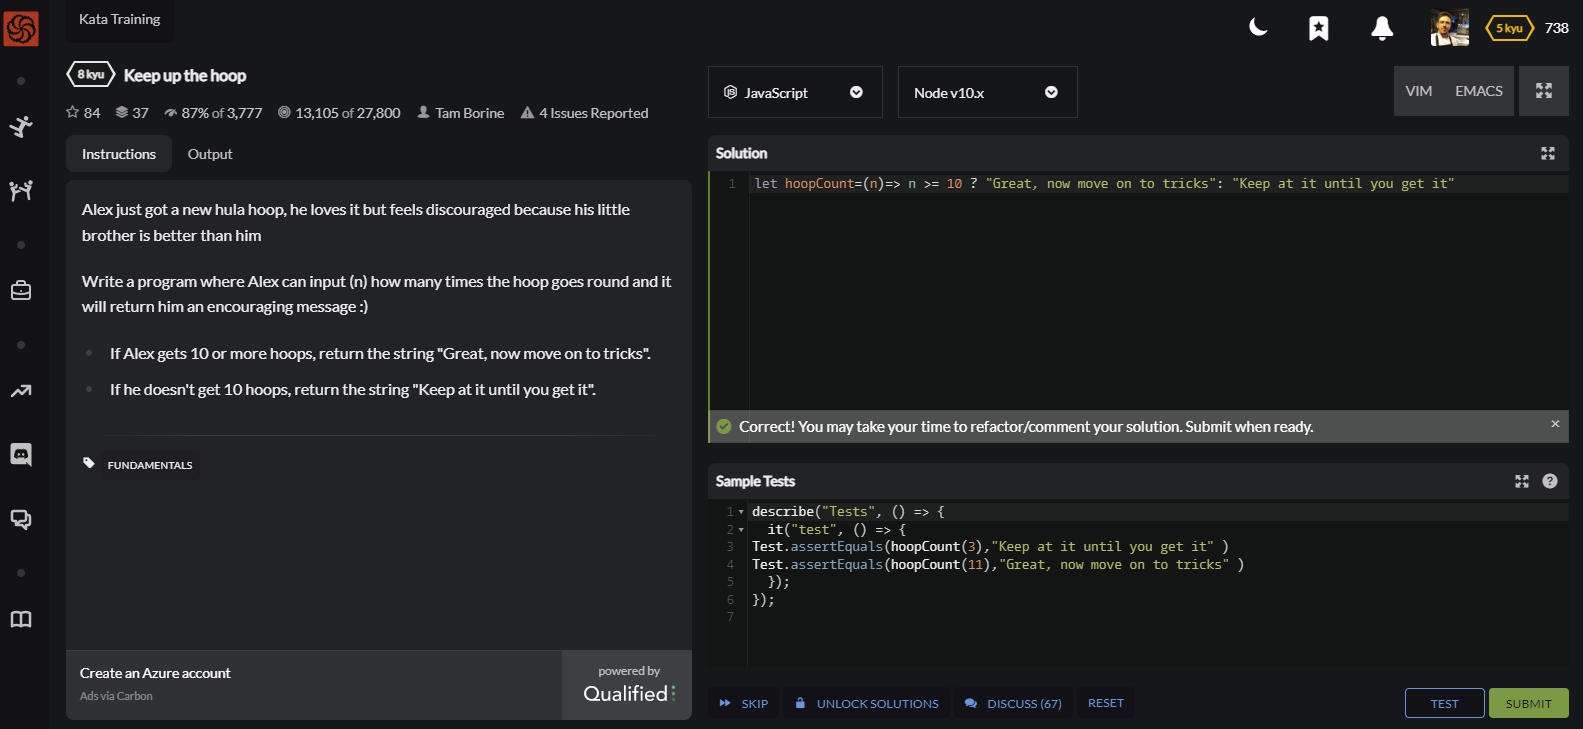 Kata Training
5 kyu 738
8 kyu Keep up the hoop
84 37 87% of 3,777 13,105 of 27,800 Tam Borine 4 Issues Reported
Instructions Output
Alex just got a new hula hoop, he loves it but feels discouraged because his little
brother is better than him
Write a program where Alex can input (n) how many times the hoop goes round and it
will return him an encouraging message :)
If Alex gets 10 or more hoops, return the string "Great, now move on to tricks".
If he doesn't get 10 hoops, return the string "Keep at it until you get it".
FUNDAMENTALS
Create an Azure account
Ads via Carbon
powered by
Qualified
JavaScript Node v10.x VIM EMACS
Solution
1 let hoopCount=(n)=> n >= 10 ? "Great, now move on to tricks": "Keep at it until you get it"
Correct! You may take your time to refactor/comment your solution. Submit when ready. ×
Sample Tests ?
1 describe("Tests", () => {
2 it("test", () => {
3 Test.assertEquals(hoopCount(3),"Keep at it until you get it" )
4 Test.assertEquals(hoopCount(11),"Great, now move on to tricks" )
5 });
6 });
7
SKIP UNLOCK SOLUTIONS DISCUSS (67) RESET TEST SUBMIT